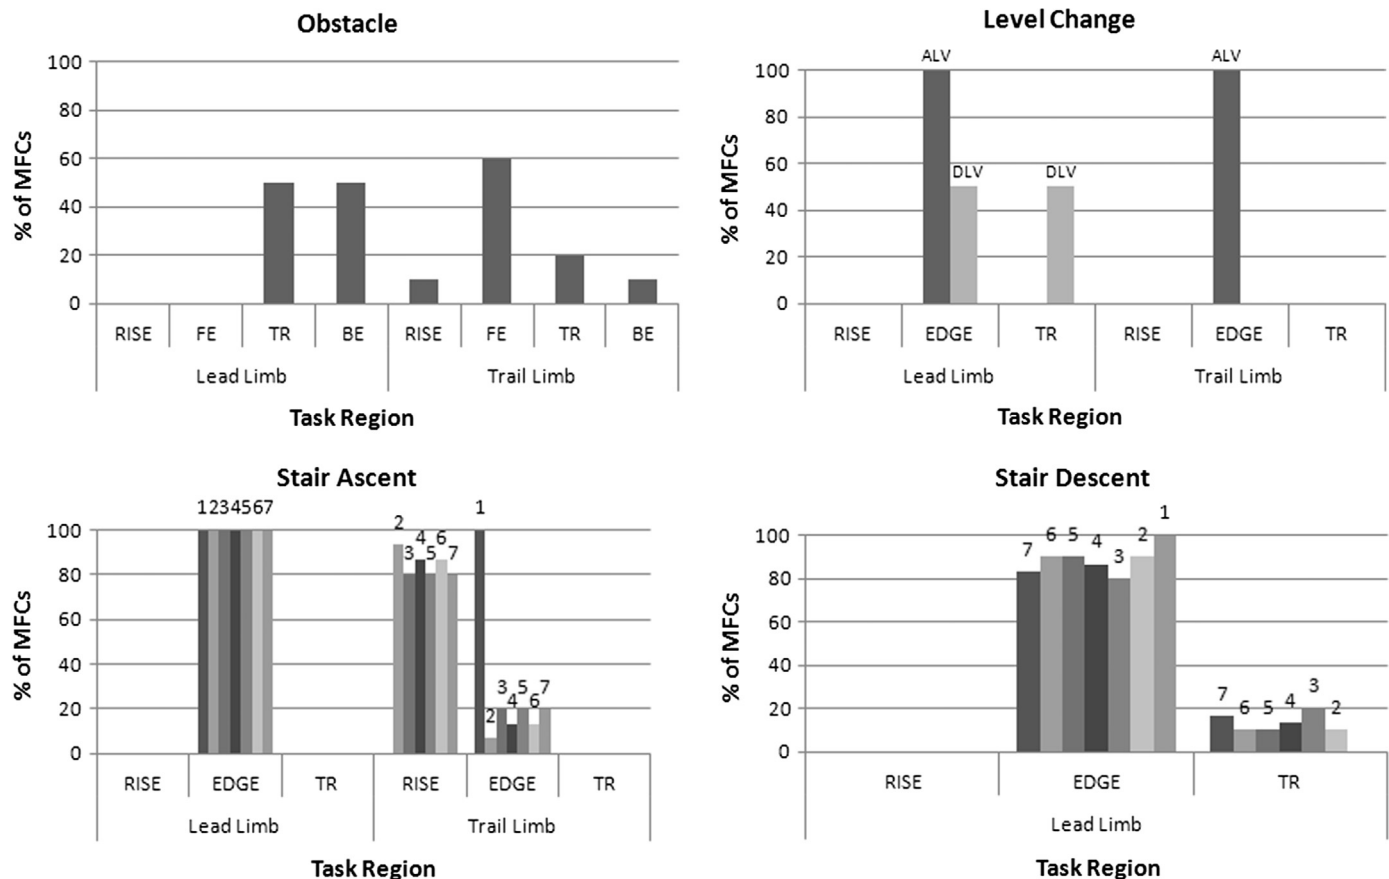 Obstacle
% of MFCs
100
80
60
40
20
0
RISE FE TR BE RISE FE TR BE
Lead Limb Trail Limb
Task Region
Level Change
% of MFCs
ALV ALV
100
80
60
DLV DLV
40
20
0
RISE EDGE TR RISE EDGE TR
Lead Limb Trail Limb
Task Region
Stair Ascent
% of MFCs
1234567 1
2
3 4 5 6 7
100
80
60
40
20
0
2 3 4 5 6 7
RISE EDGE TR RISE EDGE TR
Lead Limb Trail Limb
Task Region
Stair Descent
% of MFCs
7 6 5 4 3 2 1
100
80
60
40
20
0
7 6 5 4 3 2
RISE EDGE TR
Lead Limb
Task Region